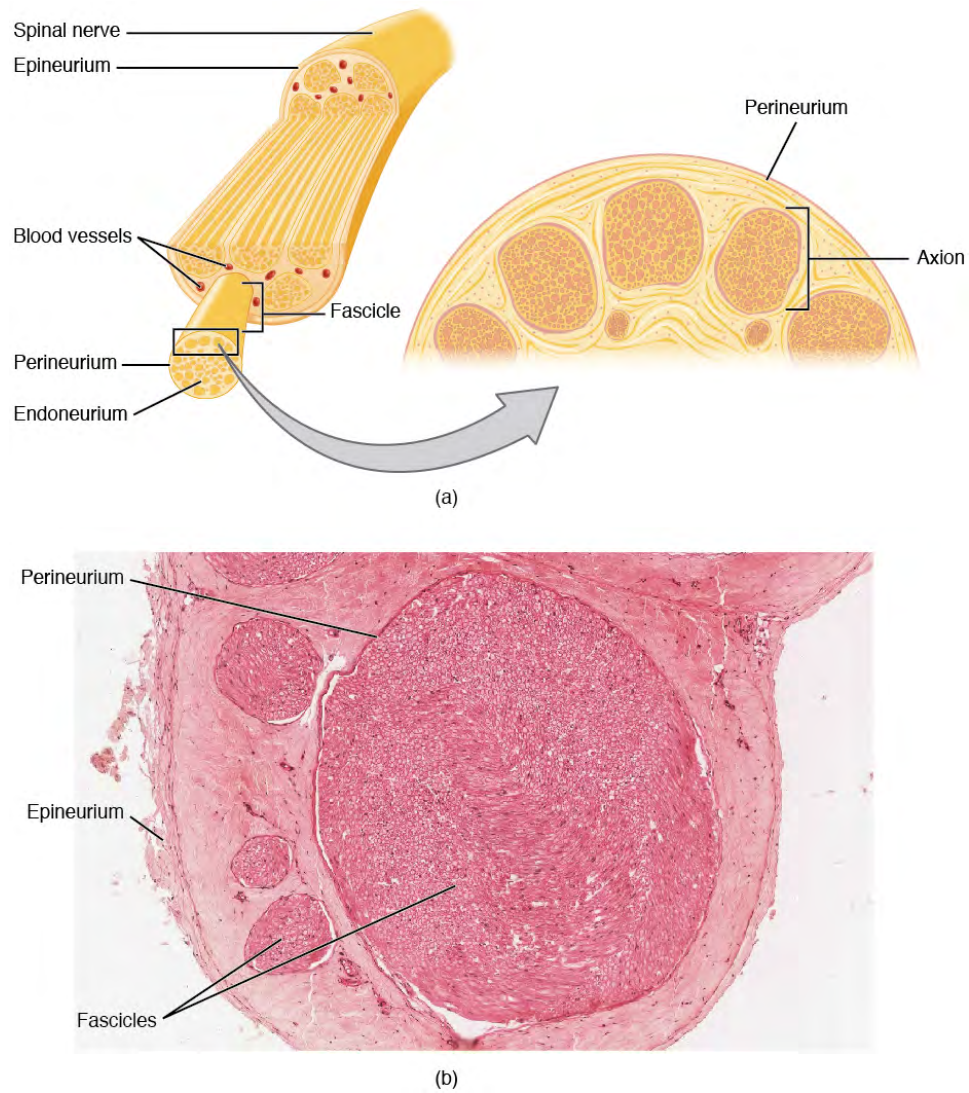 Spinal nerve
Epineurium
Perineurium
Blood vessels
Axion
Fascicle
Perineurium
Endoneurium
(a)
Perineurium
Epineurium
Fascicles
(b)